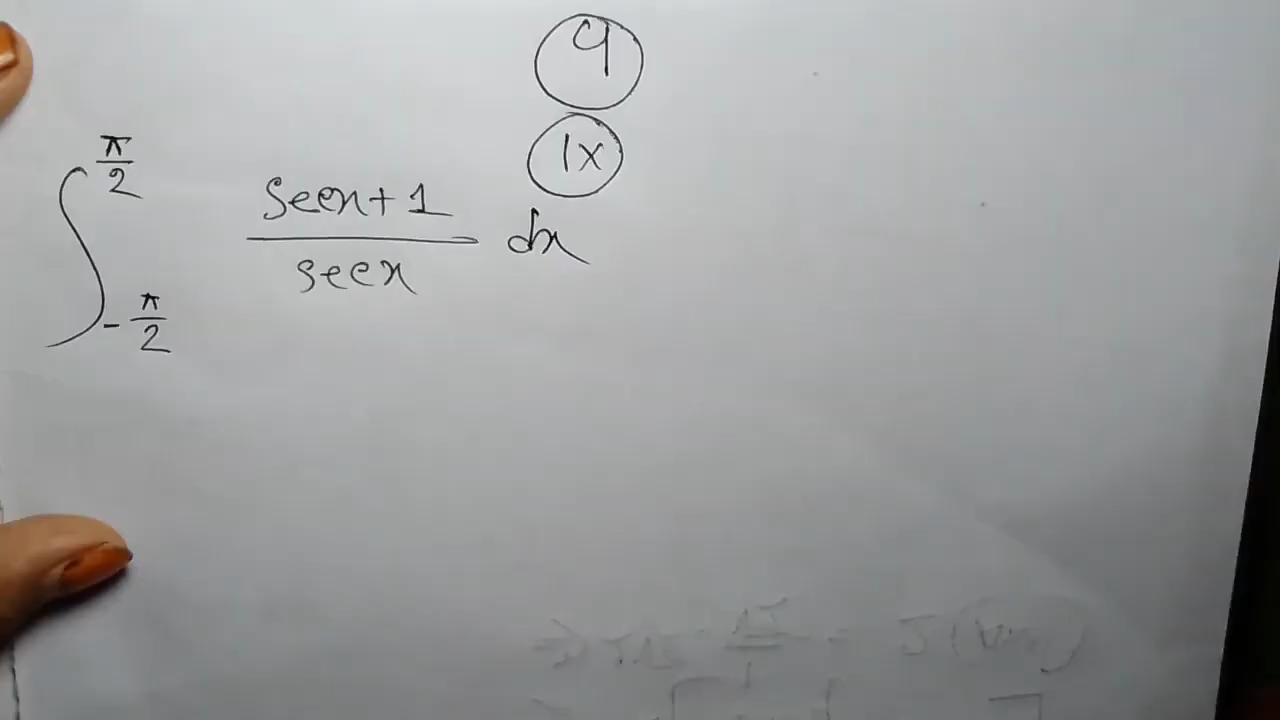 9
1x
∫_{-π/2}^{π/2} (secx+1)/(secx) dx